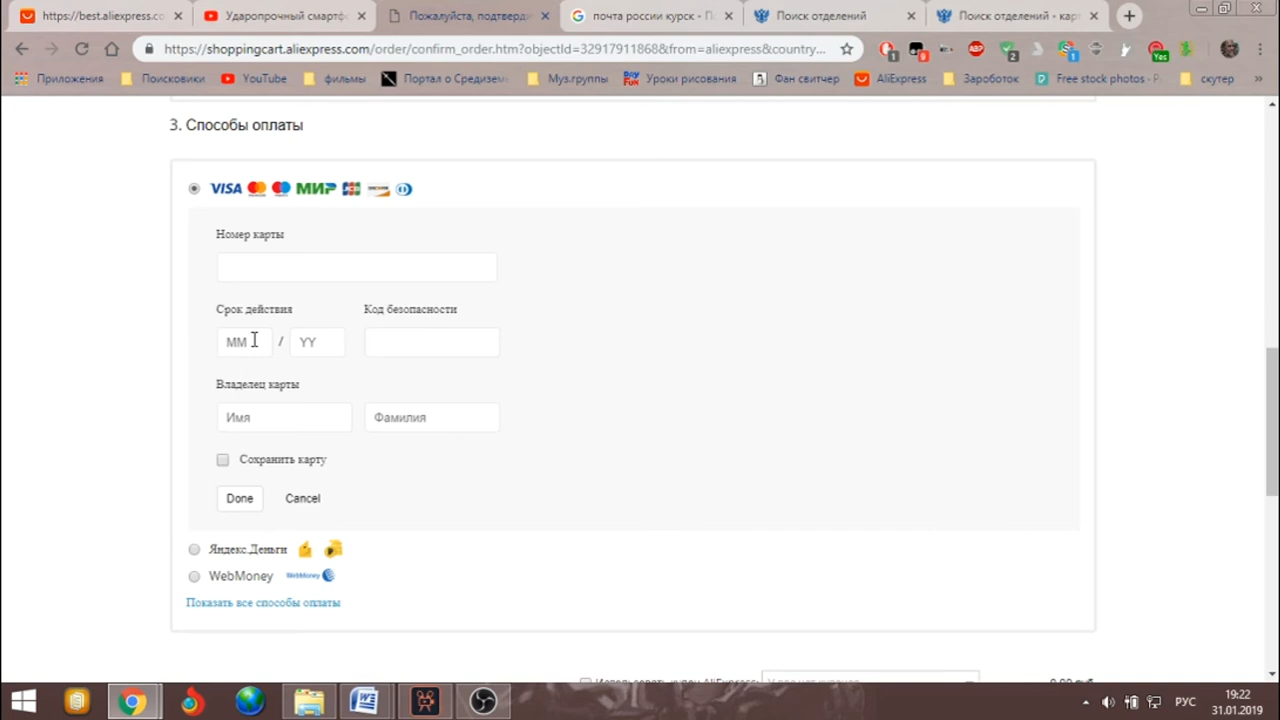 https://best.aliexpress.co
Ударопрочный смартф
Пожалуйста, подтверди
почта россии курск - П
Поиск отделений
Поиск отделений - карт
https://shoppingcart.aliexpress.com/order/confirm_order.htm?objectId=32917911868&from=aliexpress&country...
Приложения
Поисковики
YouTube
фильмы
Портал о Средизем
Муз.группы
Уроки рисования
Фан свитчер
AliExpress
Зароботок
Free stock photos - P
скутер
3. Способы оплаты
VISA МИР
Номер карты
Срок действия Код безопасности
MM / YY
Владелец карты
Имя Фамилия
Сохранить карту
Done Cancel
Яндекс.Деньги
WebMoney WebMoney
Показать все способы оплаты
РУС
19:22
31.01.2019